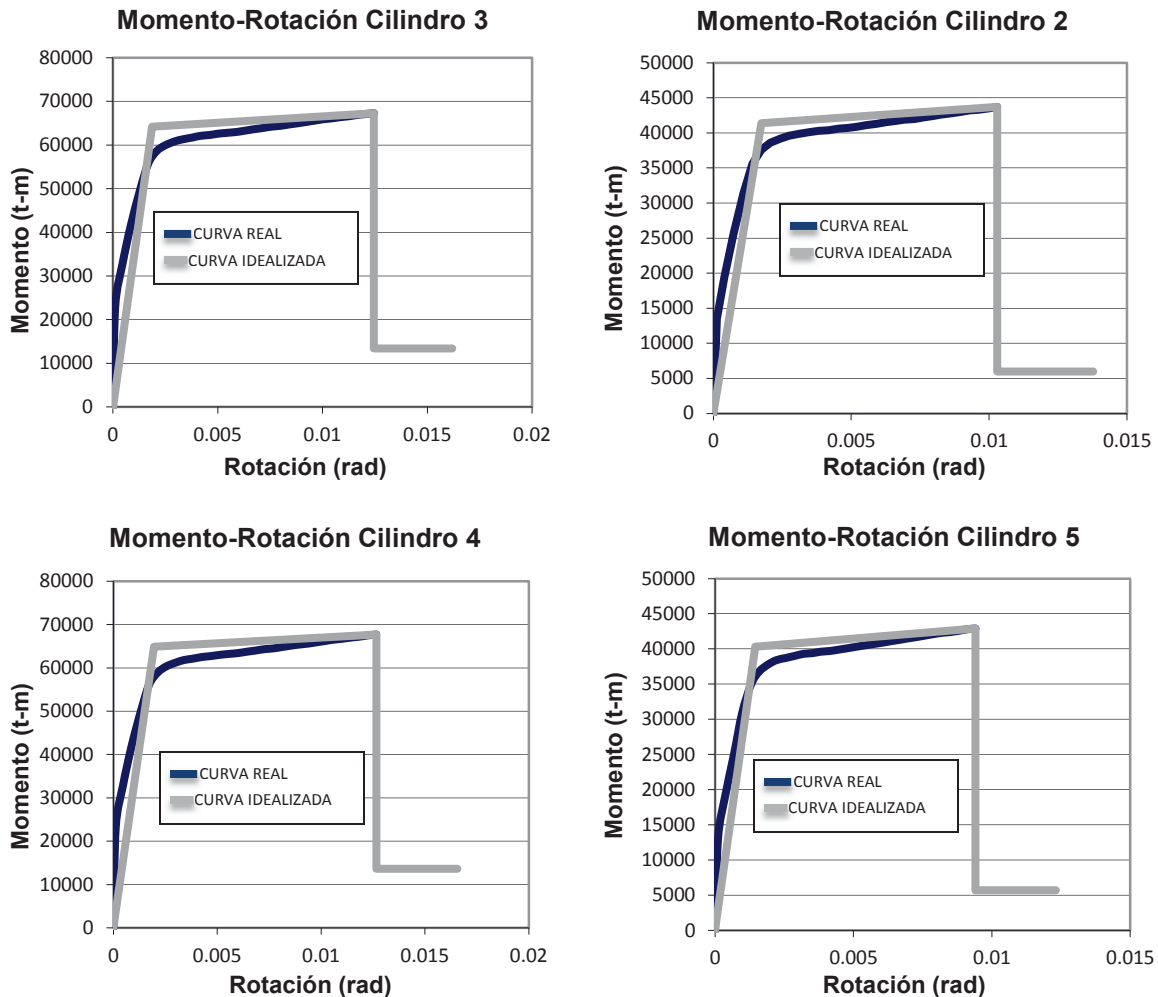 Momento-Rotación Cilindro 3
80000
70000
60000
50000
40000
30000
20000
10000
0
Momento (t-m)
CURVA REAL
CURVA IDEALIZADA
0 0.005 0.01 0.015 0.02
Rotación (rad)
Momento-Rotación Cilindro 2
50000
45000
40000
35000
30000
25000
20000
15000
10000
5000
0
Momento (t-m)
CURVA REAL
CURVA IDEALIZADA
0 0.005 0.01 0.015
Rotación (rad)
Momento-Rotación Cilindro 4
80000
70000
60000
50000
40000
30000
20000
10000
0
Momento (t-m)
CURVA REAL
CURVA IDEALIZADA
0 0.005 0.01 0.015 0.02
Rotación (rad)
Momento-Rotación Cilindro 5
50000
45000
40000
35000
30000
25000
20000
15000
10000
5000
0
Momento (t-m)
CURVA REAL
CURVA IDEALIZADA
0 0.005 0.01 0.015
Rotación (rad)